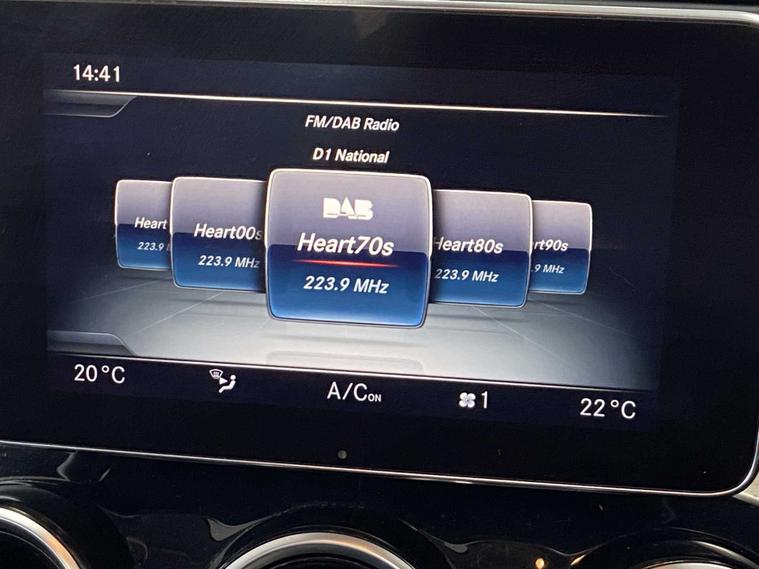 14:41
FM/DAB Radio
D1 National
DAB
Heart Heart00s Heart70s Heart80s rt90s
223.9 223.9 MHz 223.9 MHz 223.9 MHz .9 MHz
20°C A/C ON 1 22°C